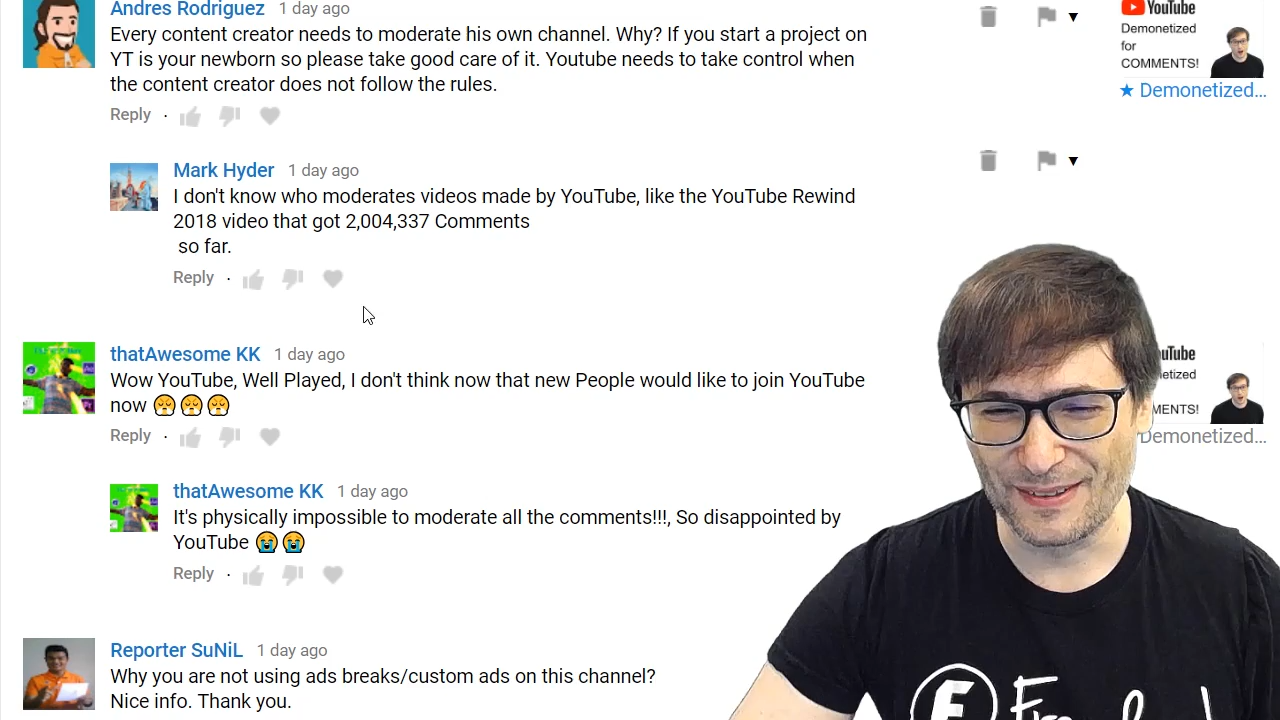 Andres Rodriguez 1 day ago
Every content creator needs to moderate his own channel. Why? If you start a project on
YT is your newborn so please take good care of it. Youtube needs to take control when
the content creator does not follow the rules.
Reply ·
YouTube
Demonetized
for
COMMENTS!
★ Demonetized...
Mark Hyder 1 day ago
I don't know who moderates videos made by YouTube, like the YouTube Rewind
2018 video that got 2,004,337 Comments
so far.
Reply ·
thatAwesome KK 1 day ago
Wow YouTube, Well Played, I don't think now that new People would like to join YouTube
now 😤😤😤
Reply ·
uTube
etized
MENTS!
Demonetized...
thatAwesome KK 1 day ago
It's physically impossible to moderate all the comments!!!, So disappointed by
YouTube 😭😭
Reply ·
Reporter SuNiL 1 day ago
Why you are not using ads breaks/custom ads on this channel?
Nice info. Thank you.